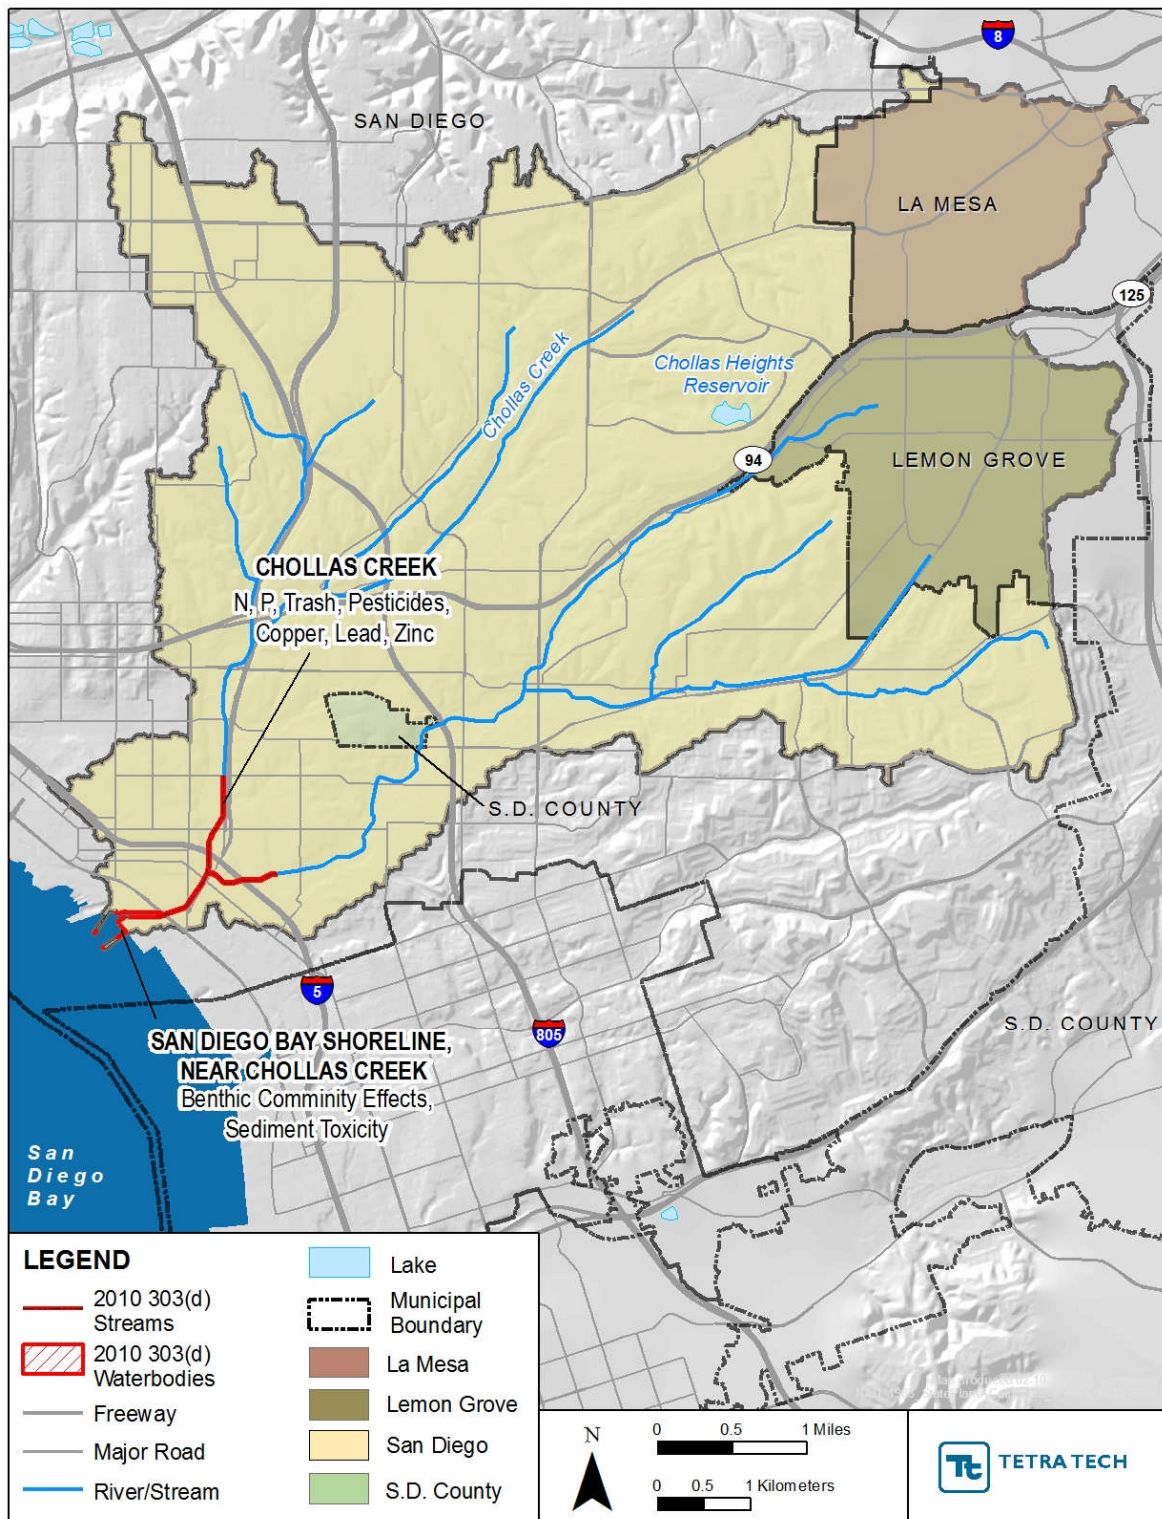 8
SAN DIEGO
LA MESA
125
Chollas Creek
Chollas Heights
Reservoir
94
LEMON GROVE
CHOLLAS CREEK
N, P, Trash, Pesticides,
Copper, Lead, Zinc
S.D. COUNTY
5
805
S.D. COUNTY
SAN DIEGO BAY SHORELINE,
NEAR CHOLLAS CREEK
Benthic Comminity Effects,
Sediment Toxicity
San
Diego
Bay
LEGEND
2010 303(d)
Streams
2010 303(d)
Waterbodies
Freeway
Major Road
River/Stream
Lake
Municipal
Boundary
La Mesa
Lemon Grove
San Diego
S.D. County
N
0 0.5 1 Miles
0 0.5 1 Kilometers
Tt
TETRA TECH